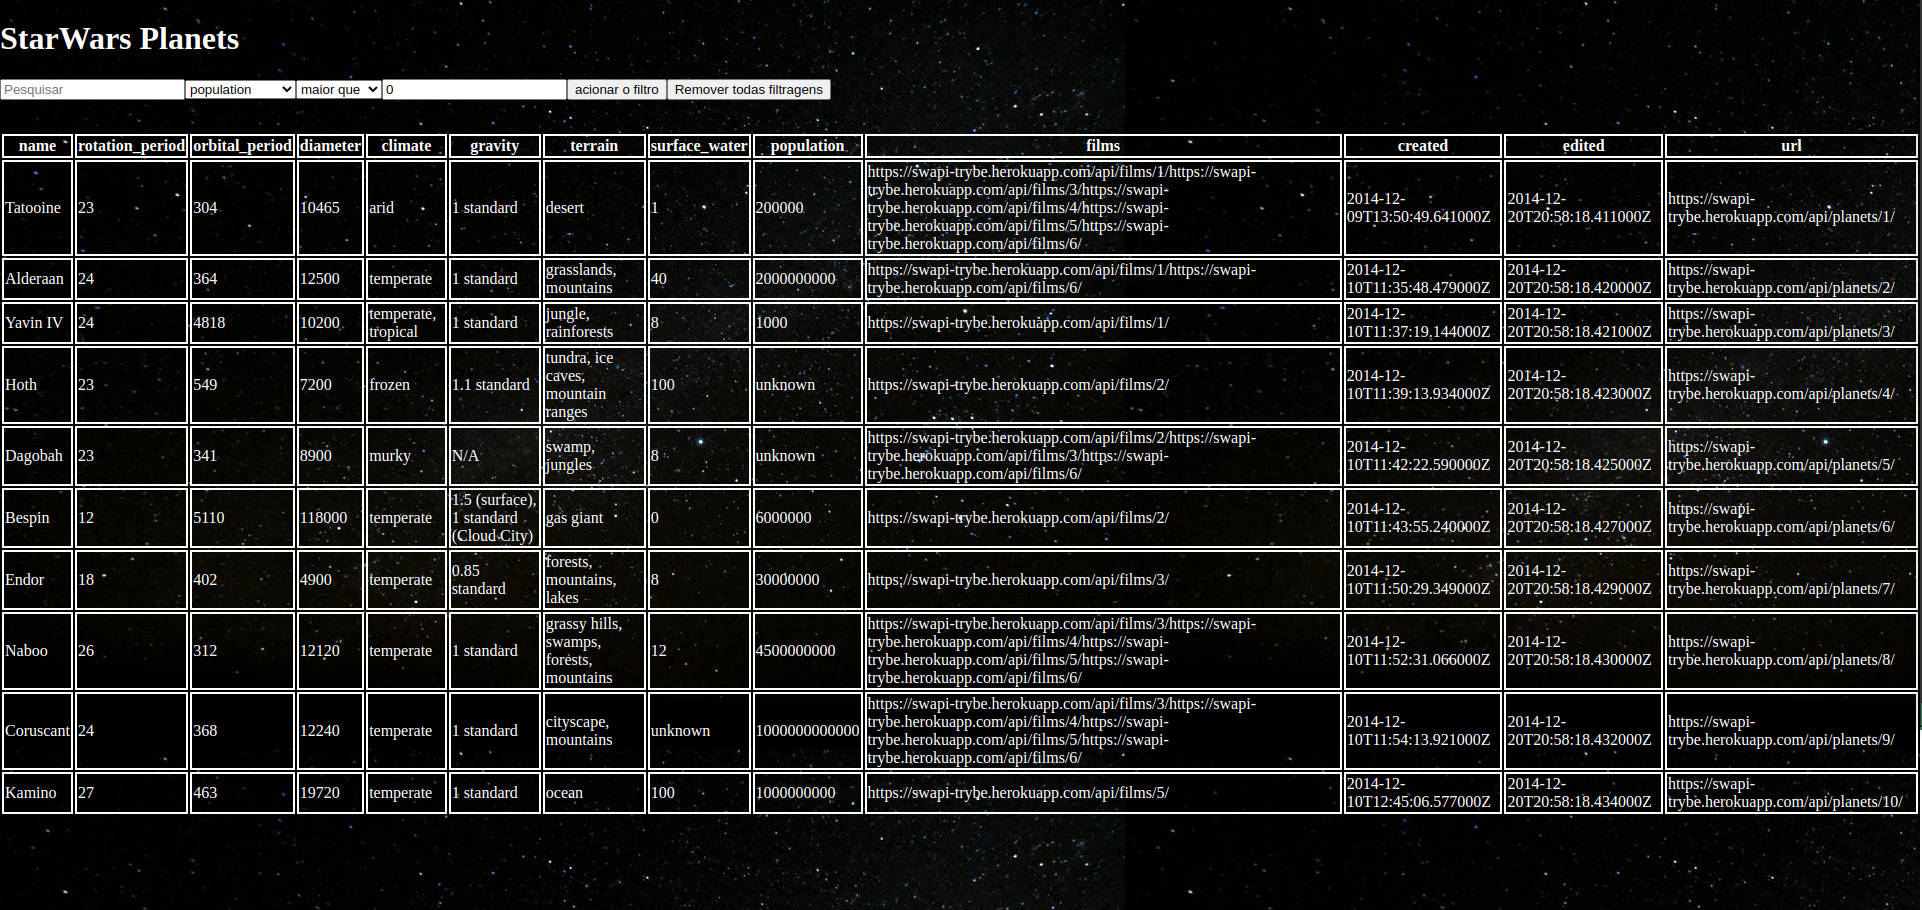 StarWars Planets
Pesquisar population maior que 0 acionar o filtro Remover todas filtragens
name rotation_period orbital_period diameter climate gravity terrain surface_water population films created edited url
Tatooine 23 304 10465 arid 1 standard desert 1 200000 https://swapi-trybe.herokuapp.com/api/films/1/https://swapi-
trybe.herokuapp.com/api/films/3/https://swapi-
trybe.herokuapp.com/api/films/4/https://swapi-
trybe.herokuapp.com/api/films/5/https://swapi-
trybe.herokuapp.com/api/films/6/ 2014-12-
09T13:50:49.641000Z 2014-12-
20T20:58:18.411000Z https://swapi-
trybe.herokuapp.com/api/planets/1/
Alderaan 24 364 12500 temperate 1 standard grasslands,
mountains 40 2000000000 https://swapi-trybe.herokuapp.com/api/films/1/https://swapi-
trybe.herokuapp.com/api/films/6/ 2014-12-
10T11:35:48.479000Z 2014-12-
20T20:58:18.420000Z https://swapi-
trybe.herokuapp.com/api/planets/2/
Yavin IV 24 4818 10200 temperate,
tropical 1 standard jungle,
rainforests 8 1000 https://swapi-trybe.herokuapp.com/api/films/1/ 2014-12-
10T11:37:19.144000Z 2014-12-
20T20:58:18.421000Z https://swapi-
trybe.herokuapp.com/api/planets/3/
Hoth 23 549 7200 frozen 1.1 standard tundra, ice
caves,
mountain
ranges 100 unknown https://swapi-trybe.herokuapp.com/api/films/2/ 2014-12-
10T11:39:13.934000Z 2014-12-
20T20:58:18.423000Z https://swapi-
trybe.herokuapp.com/api/planets/4/
Dagobah 23 341 8900 murky N/A swamp,
jungles 8 unknown https://swapi-trybe.herokuapp.com/api/films/2/https://swapi-
trybe.herokuapp.com/api/films/3/https://swapi-
trybe.herokuapp.com/api/films/6/ 2014-12-
10T11:42:22.590000Z 2014-12-
20T20:58:18.425000Z https://swapi-
trybe.herokuapp.com/api/planets/5/
Bespin 12 5110 118000 temperate 1.5 (surface),
1 standard
(Cloud City) gas giant 0 6000000 https://swapi-trybe.herokuapp.com/api/films/2/ 2014-12-
10T11:43:55.240000Z 2014-12-
20T20:58:18.427000Z https://swapi-
trybe.herokuapp.com/api/planets/6/
Endor 18 402 4900 temperate 0.85
standard forests,
mountains,
lakes 8 30000000 https://swapi-trybe.herokuapp.com/api/films/3/ 2014-12-
10T11:50:29.349000Z 2014-12-
20T20:58:18.429000Z https://swapi-
trybe.herokuapp.com/api/planets/7/
Naboo 26 312 12120 temperate 1 standard grassy hills,
swamps,
forests,
mountains 12 4500000000 https://swapi-trybe.herokuapp.com/api/films/3/https://swapi-
trybe.herokuapp.com/api/films/4/https://swapi-
trybe.herokuapp.com/api/films/5/https://swapi-
trybe.herokuapp.com/api/films/6/ 2014-12-
10T11:52:31.066000Z 2014-12-
20T20:58:18.430000Z https://swapi-
trybe.herokuapp.com/api/planets/8/
Coruscant 24 368 12240 temperate 1 standard cityscape,
mountains unknown 1000000000000 https://swapi-trybe.herokuapp.com/api/films/3/https://swapi-
trybe.herokuapp.com/api/films/4/https://swapi-
trybe.herokuapp.com/api/films/5/https://swapi-
trybe.herokuapp.com/api/films/6/ 2014-12-
10T11:54:13.921000Z 2014-12-
20T20:58:18.432000Z https://swapi-
trybe.herokuapp.com/api/planets/9/
Kamino 27 463 19720 temperate 1 standard ocean 100 1000000000 https://swapi-trybe.herokuapp.com/api/films/5/ 2014-12-
10T12:45:06.577000Z 2014-12-
20T20:58:18.434000Z https://swapi-
trybe.herokuapp.com/api/planets/10/